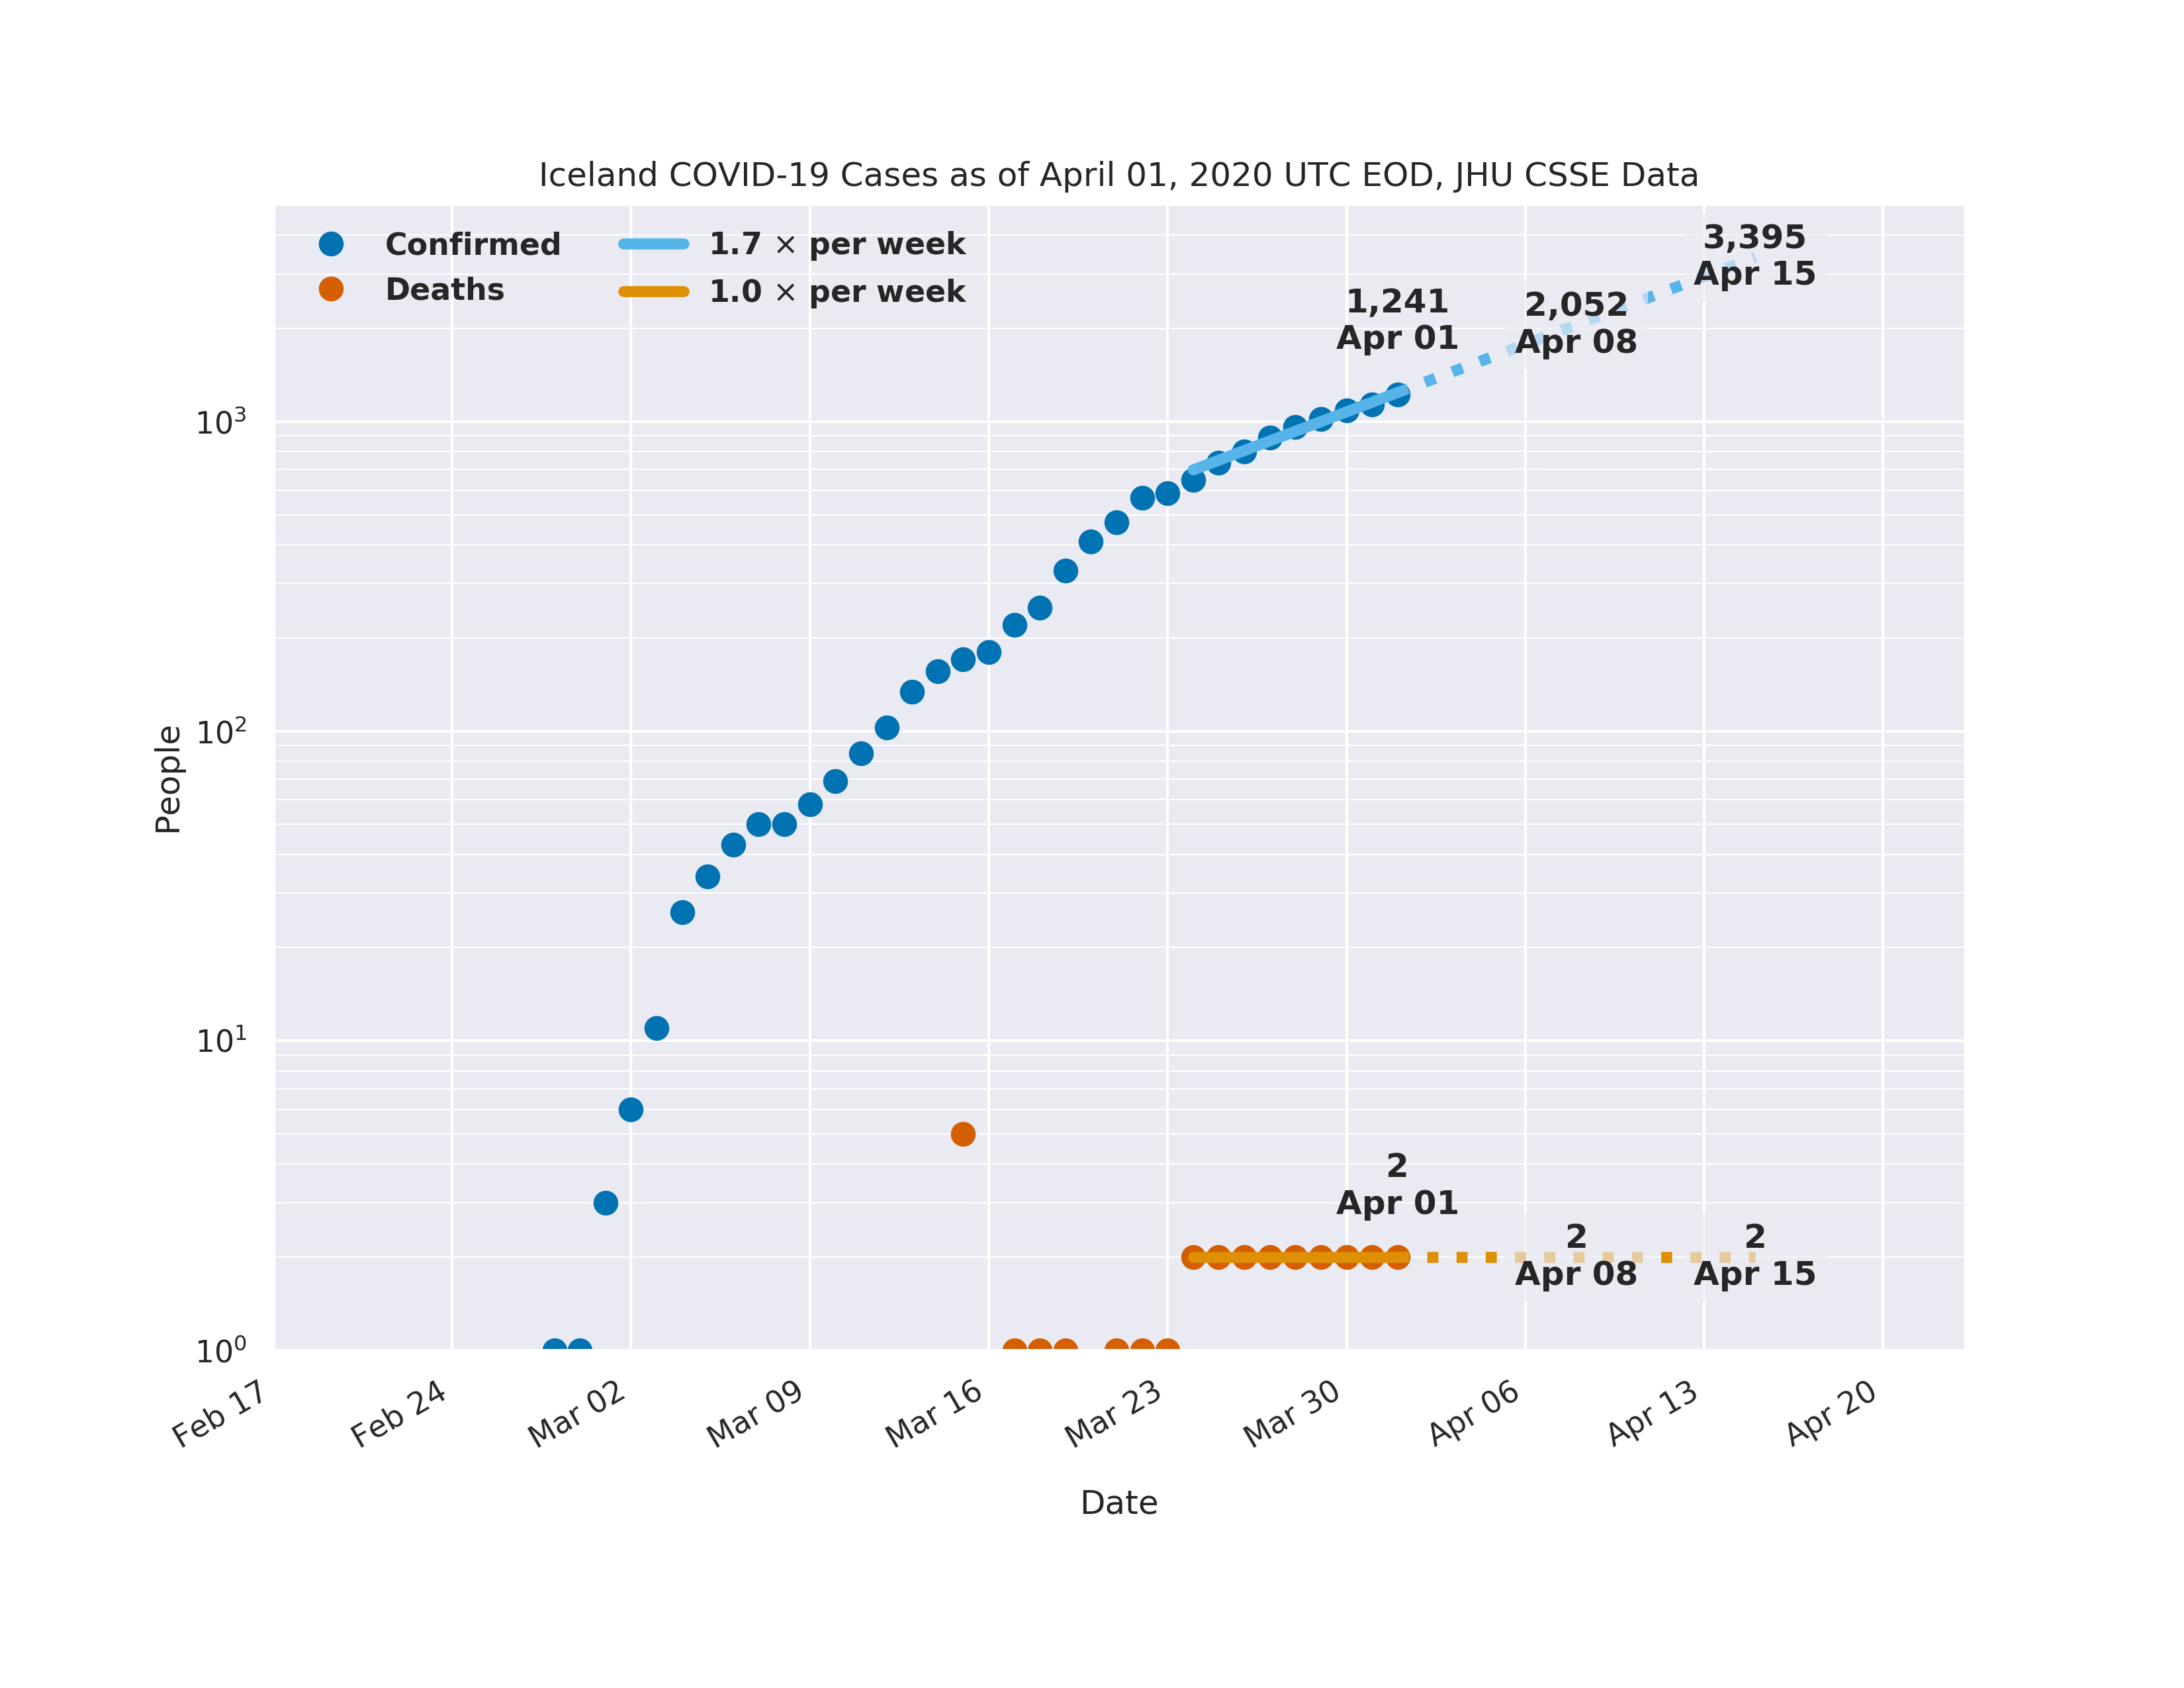 Iceland COVID-19 Cases as of April 01, 2020 UTC EOD, JHU CSSE Data
Confirmed
Deaths
1.7 × per week
1.0 × per week
3,395
Apr 15
1,241
Apr 01
2,052
Apr 08
2
Apr 01
2
Apr 08
2
Apr 15
People
10³
10²
10¹
10⁰
Feb 17
Feb 24
Mar 02
Mar 09
Mar 16
Mar 23
Mar 30
Apr 06
Apr 13
Apr 20
Date